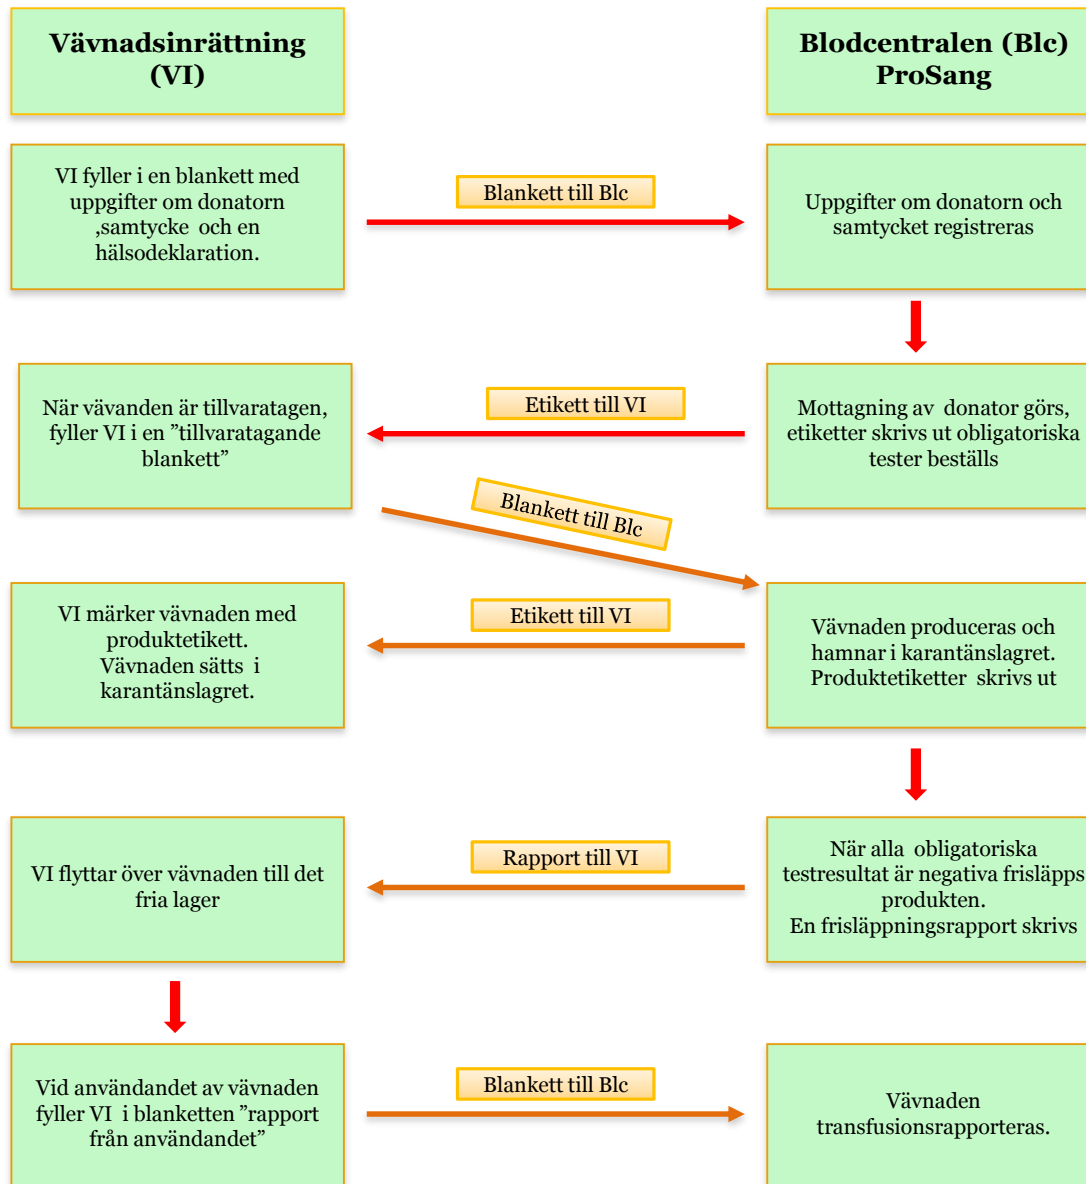 Vävnadsinrättning
(VI)
Blodcentralen (Blc)
ProSang
VI fyller i en blankett med
uppgifter om donatorn
,samtycke och en
hälsodeklaration.
Blankett till Blc
Uppgifter om donatorn och
samtycket registreras
När vävanden är tillvaratagen,
fyller VI i en ”tillvaratagande
blankett”
Etikett till VI
Mottagning av donator görs,
etiketter skrivs ut obligatoriska
tester beställs
Blankett till Blc
VI märker vävnaden med
produktetikett.
Vävnaden sätts i
karantänslagret.
Etikett till VI
Vävnaden produceras och
hamnar i karantänslagret.
Produktetiketter skrivs ut
VI flyttar över vävnaden till det
fria lager
Rapport till VI
När alla obligatoriska
testresultat är negativa frisläpps
produkten.
En frisläppningsrapport skrivs
Vid användandet av vävnaden
fyller VI i blanketten ”rapport
från användandet”
Blankett till Blc
Vävnaden
transfusionsrapporteras.